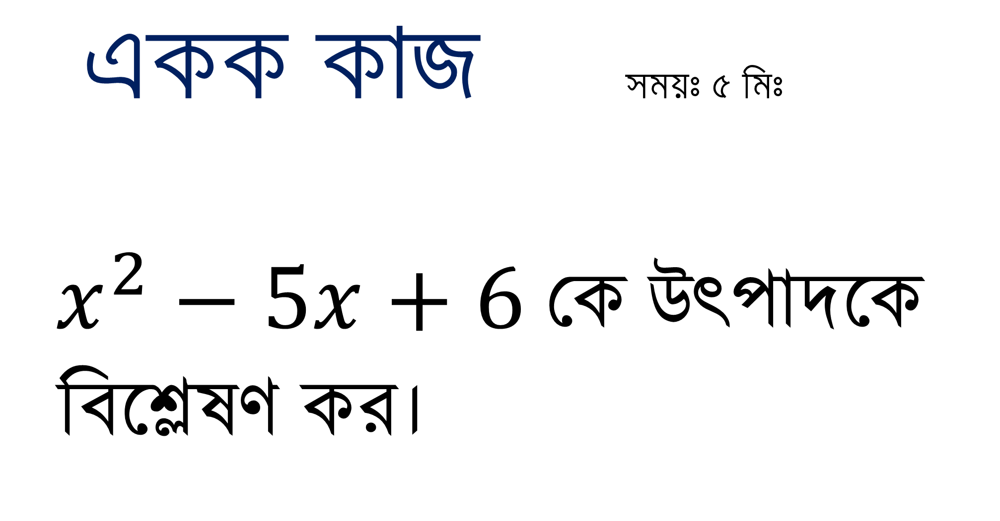 একক কাজ সময়ঃ ৫ মিঃ
x² − 5x + 6 কে উৎপাদকে
বিশ্লেষণ কর।